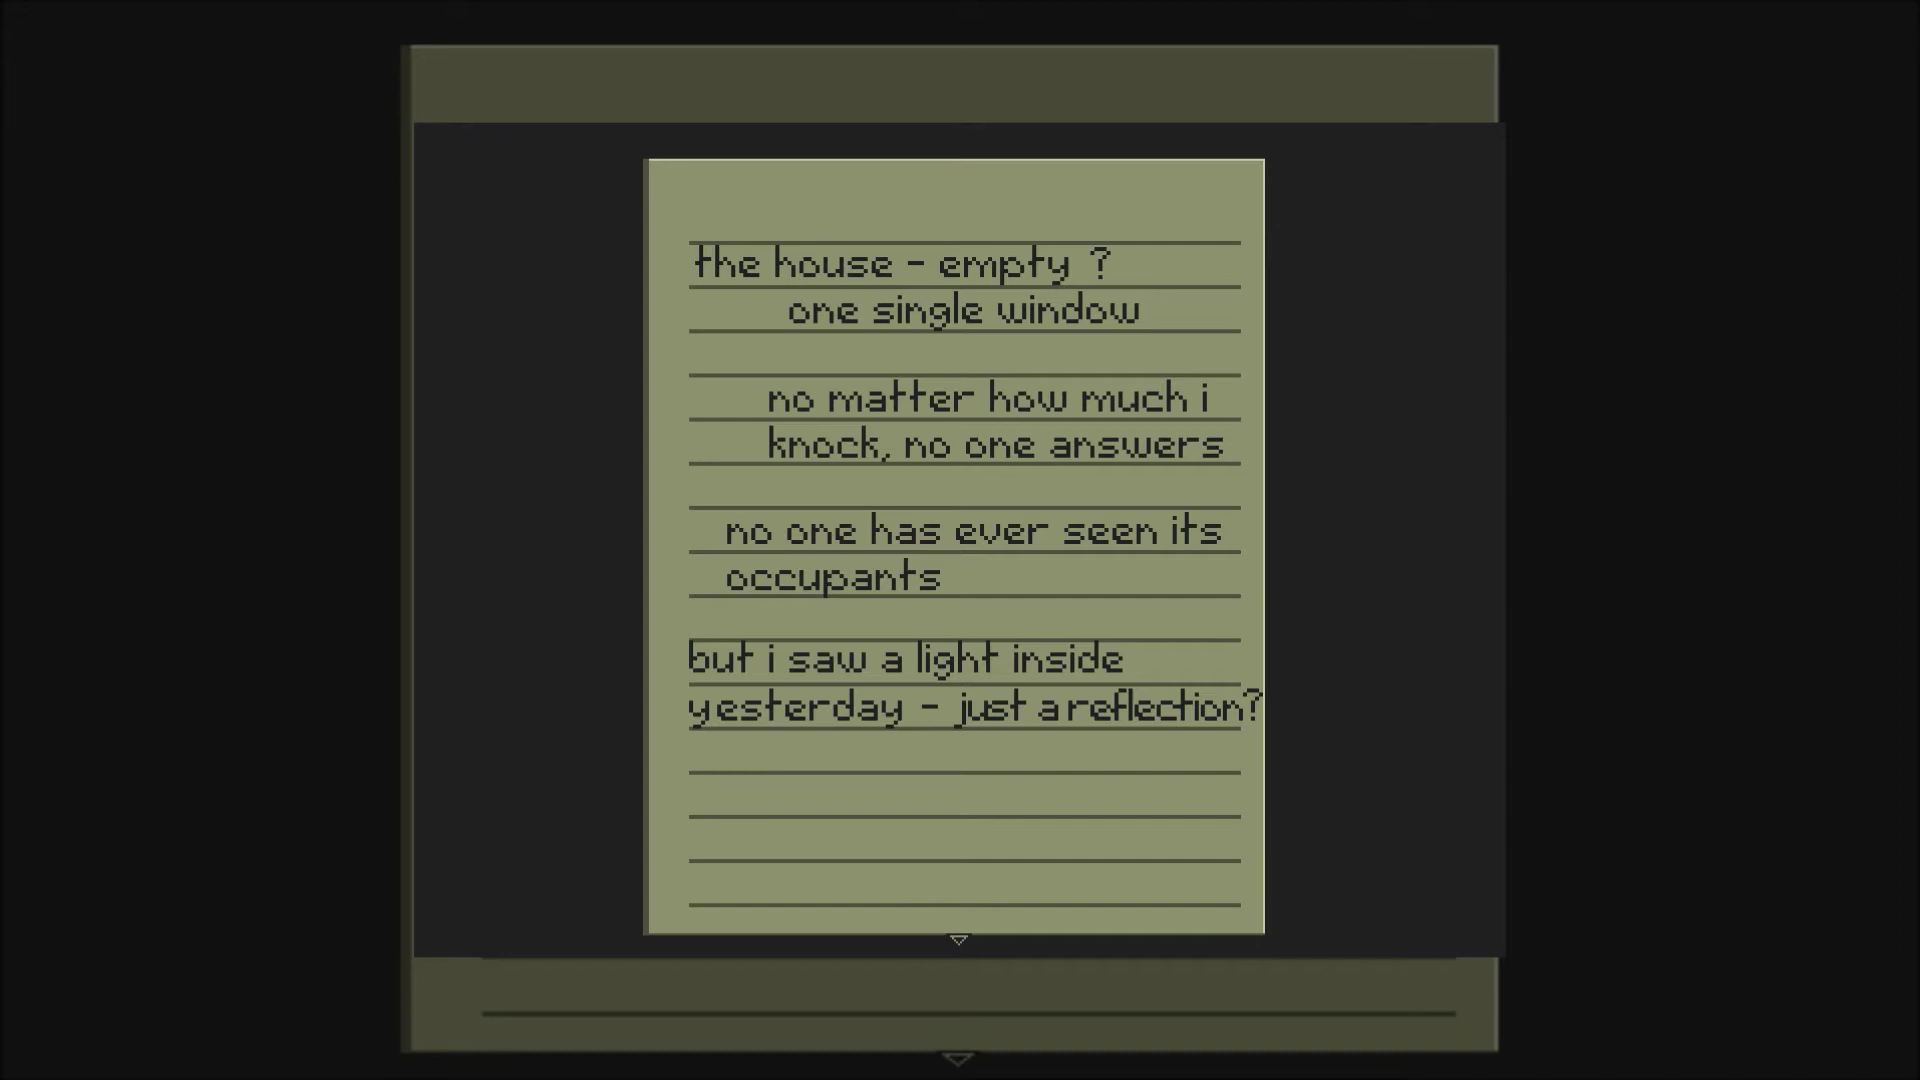 the house - empty ?
one single window
no matter how much i
knock, no one answers
no one has ever seen its
occupants
but i saw a light inside
yesterday - just a reflection?